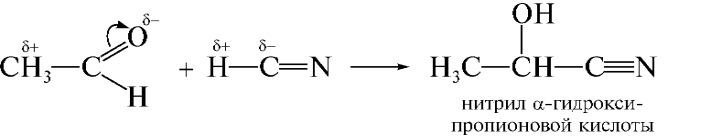 OH
δ+ O δ− δ+ δ−
CH₃—C + H—C=N → H₃C—CH—C≡N
H
нитрил α-гидрокси-
пропионовой кислоты